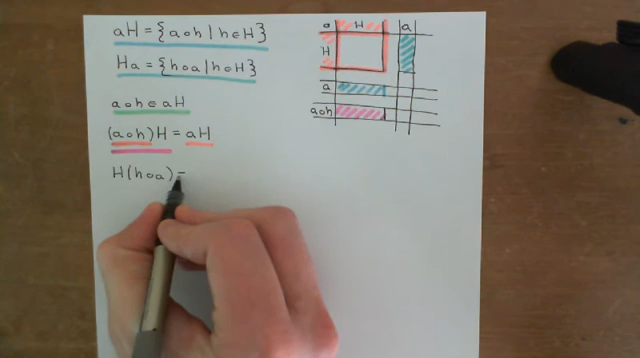 aH = {a∘h | h∈H}
Ha = {h∘a | h∈H}
a∘h ∈ aH
(a∘h)H = aH
H(h∘a) =
∘ H a
H
a
a∘h